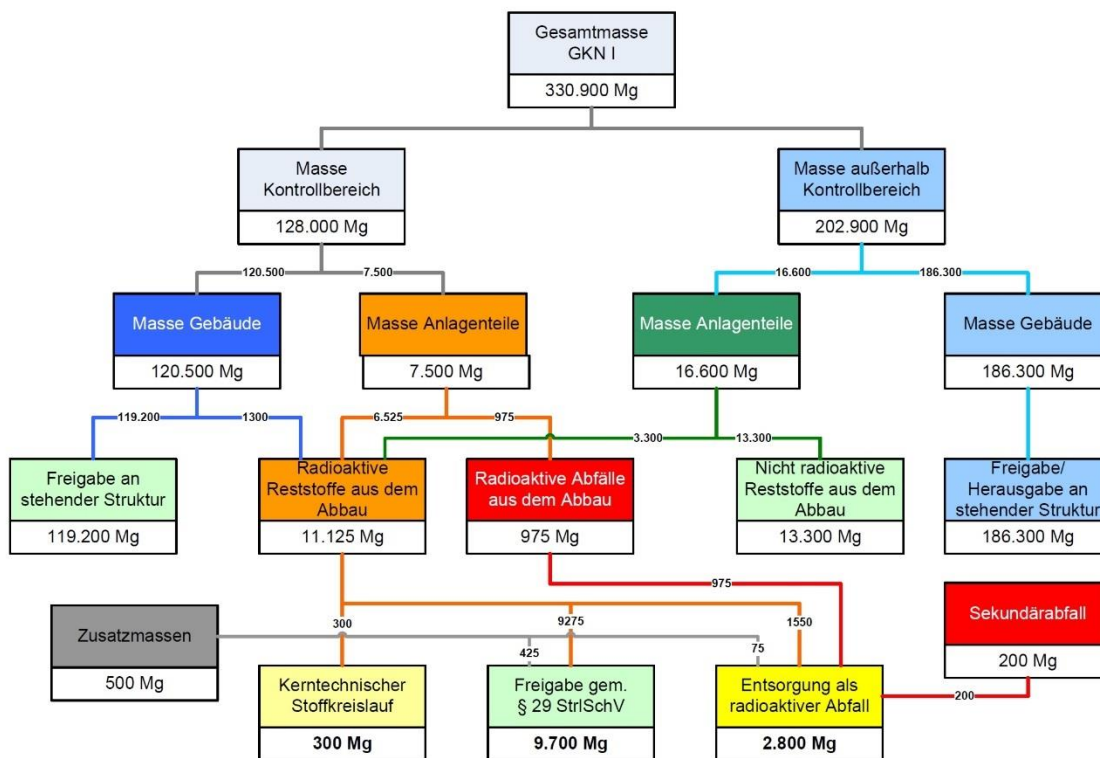 Gesamtmasse
GKN I
330.900 Mg
Masse
Kontrollbereich
128.000 Mg
Masse außerhalb
Kontrollbereich
202.900 Mg
120.500
7.500
16.600
186.300
Masse Gebäude
120.500 Mg
Masse Anlagenteile
7.500 Mg
Masse Anlagenteile
16.600 Mg
Masse Gebäude
186.300 Mg
119.200
1300
6.525
975
3.300
13.300
Freigabe an
stehender Struktur
119.200 Mg
Radioaktive
Reststoffe aus dem
Abbau
11.125 Mg
Radioaktive Abfälle
aus dem Abbau
975 Mg
Nicht radioaktive
Reststoffe aus dem
Abbau
13.300 Mg
Freigabe/
Herausgabe an
stehender Struktur
186.300 Mg
975
Zusatzmassen
500 Mg
300
9275
1550
425
75
Sekundärabfall
200 Mg
200
Kerntechnischer
Stoffkreislauf
300 Mg
Freigabe gem.
§ 29 StrlSchV
9.700 Mg
Entsorgung als
radioaktiver Abfall
2.800 Mg